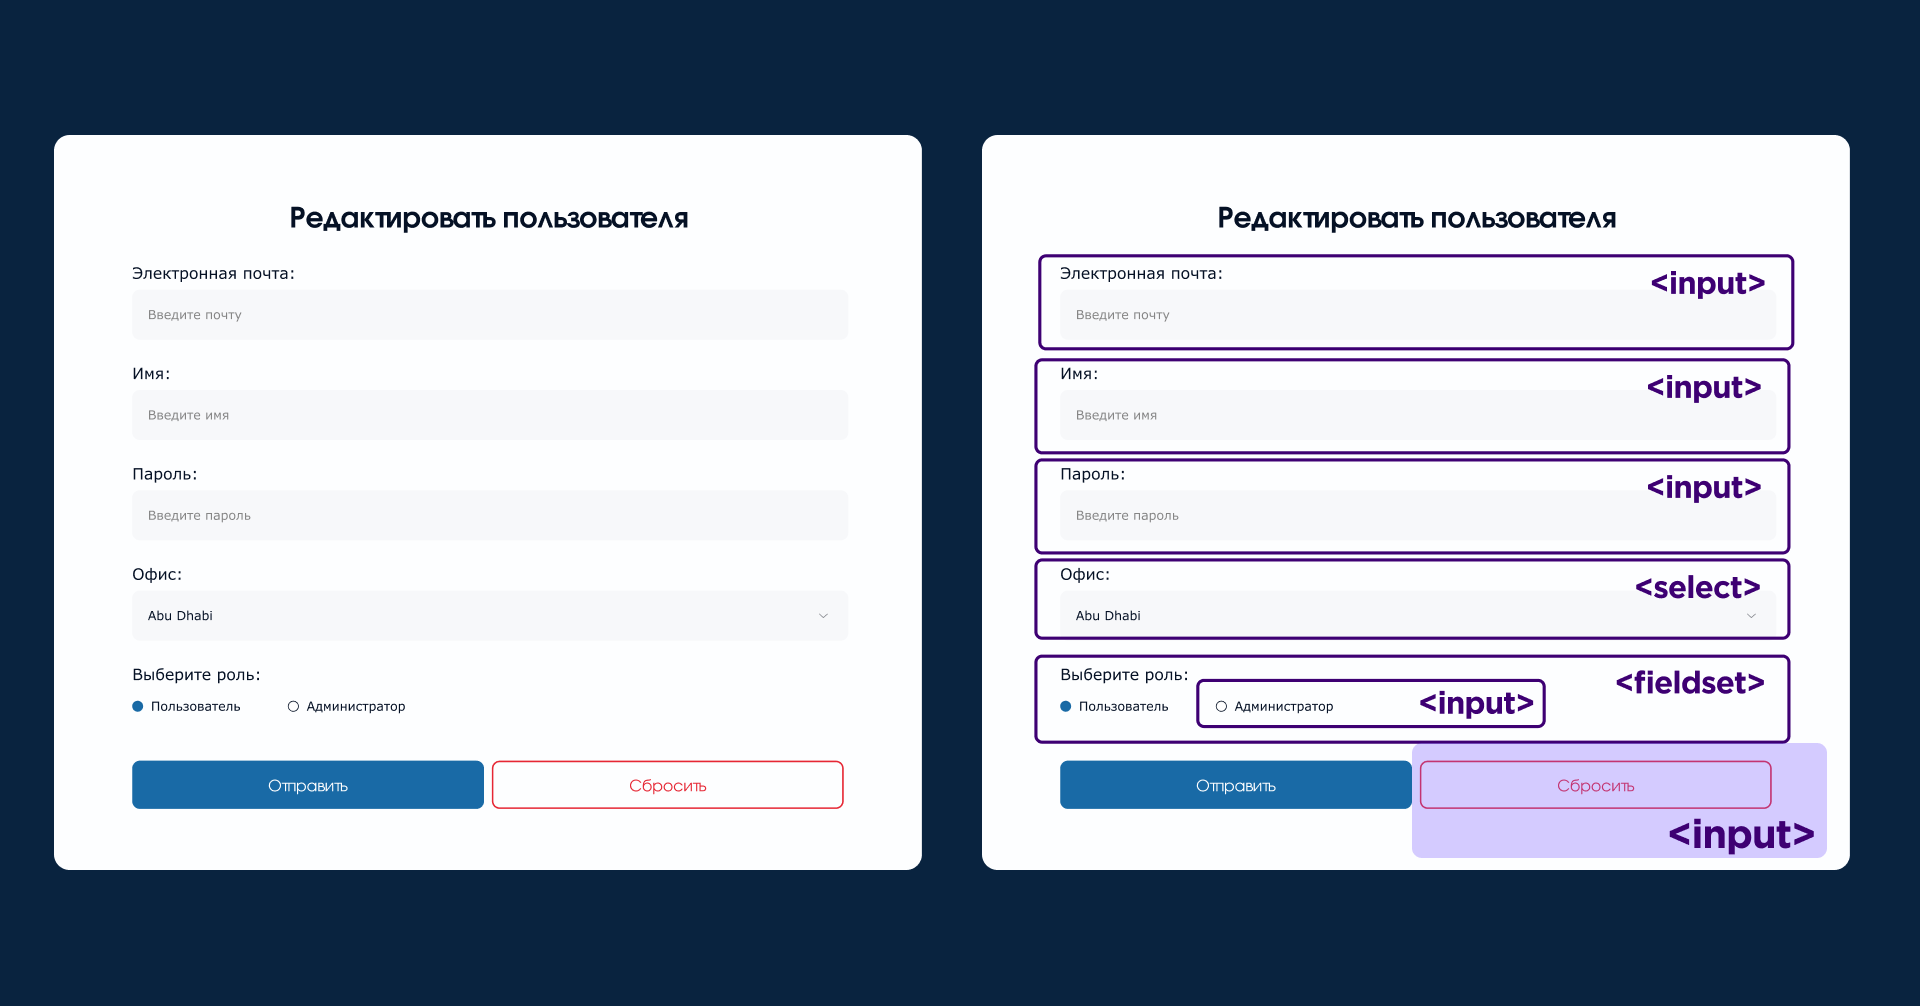 Редактировать пользователя
Электронная почта:
Введите почту
Имя:
Введите имя
Пароль:
Введите пароль
Офис:
Abu Dhabi
Выберите роль:
Пользователь Администратор
Отправить Сбросить
Редактировать пользователя
Электронная почта:
<input>
Введите почту
Имя:
<input>
Введите имя
Пароль:
<input>
Введите пароль
Офис:
<select>
Abu Dhabi
Выберите роль:
<fieldset>
Пользователь Администратор <input>
Отправить Сбросить
<input>